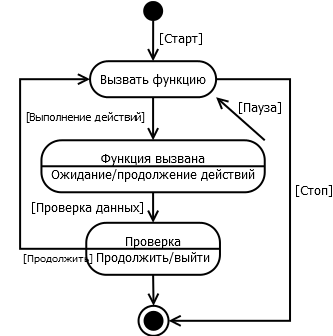 [Старт]
Вызвать функцию
[Пауза]
[Выполнение действий]
Функция вызвана
Ожидание/продолжение действий
[Стоп]
[Проверка данных]
Проверка
Продолжить/выйти
[Продолжить]